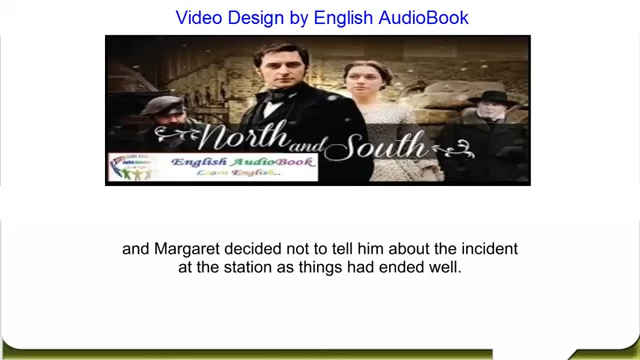 Video Design by English AudioBook
North and South
English AudioBook
Learn English...
and Margaret decided not to tell him about the incident
at the station as things had ended well.